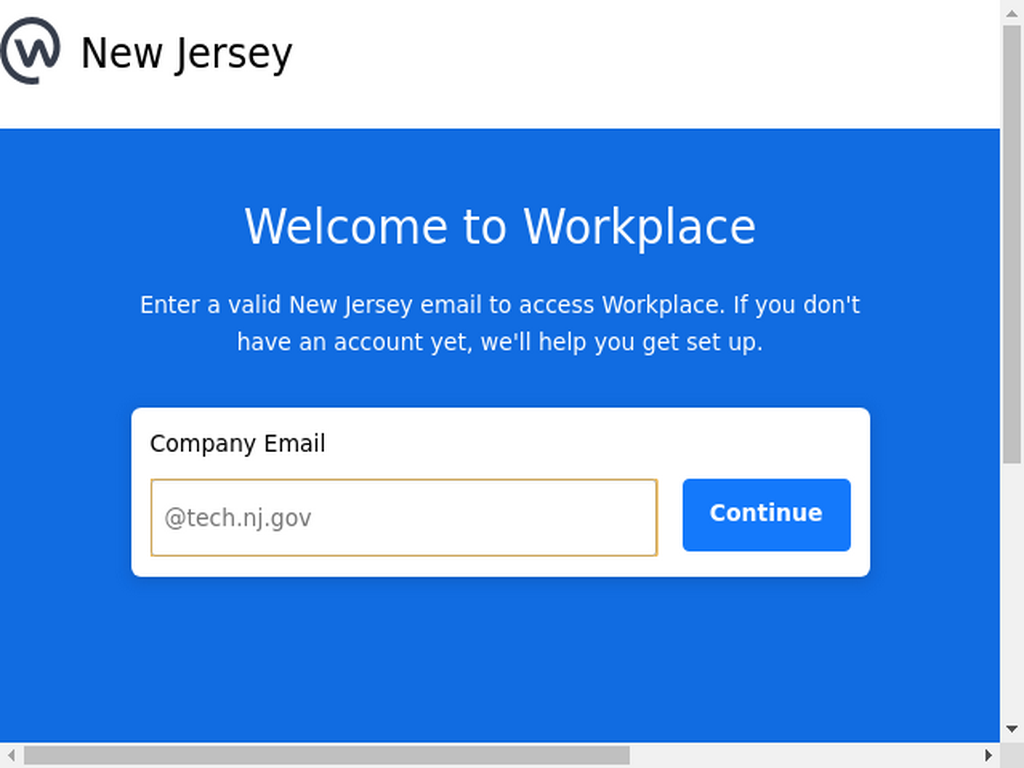 New Jersey
Welcome to Workplace
Enter a valid New Jersey email to access Workplace. If you don't
have an account yet, we'll help you get set up.
Company Email
@tech.nj.gov
Continue